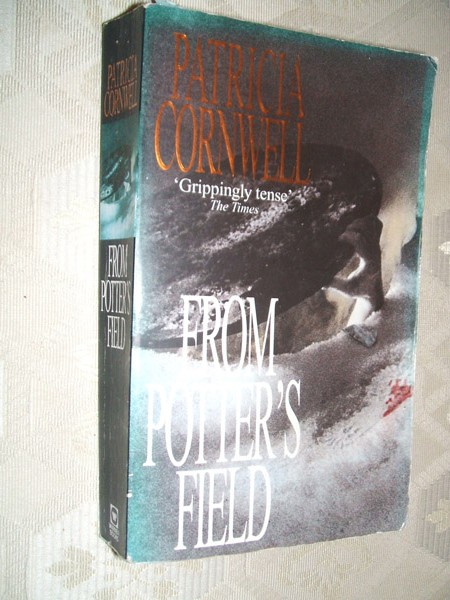 PATRICIA
CORNWELL
FROM
POTTER'S
FIELD
PATRICIA
CORNWELL
'Grippingly tense'
The Times
FROM
POTTER'S
FIELD